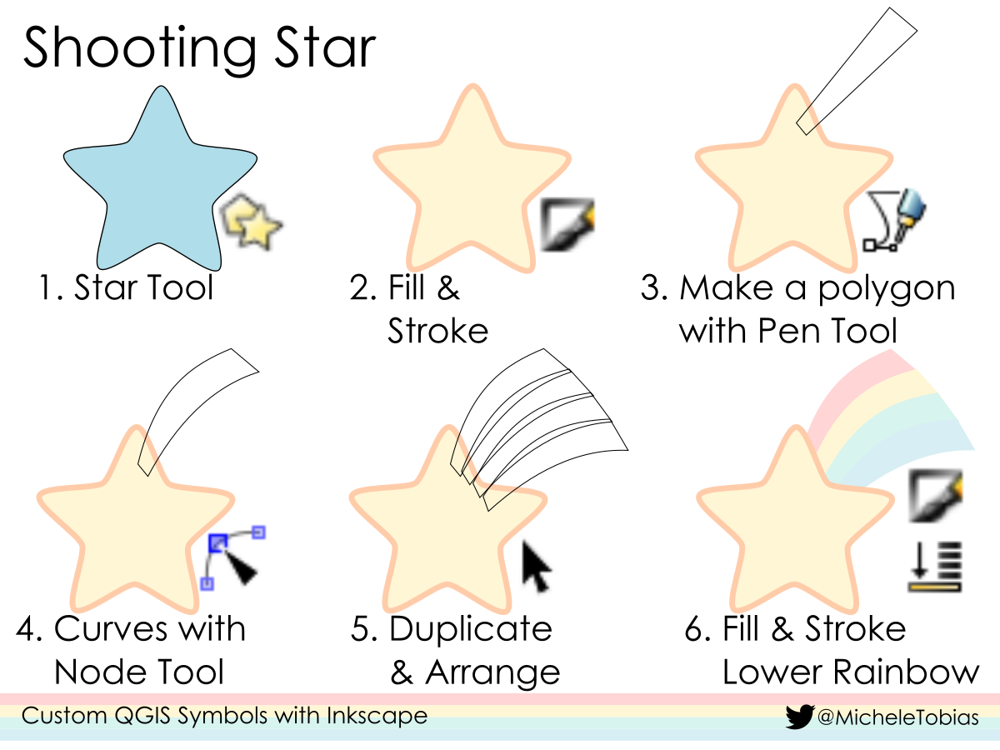 Shooting Star
1. Star Tool
2. Fill &
Stroke
3. Make a polygon
with Pen Tool
4. Curves with
Node Tool
5. Duplicate
& Arrange
6. Fill & Stroke
Lower Rainbow
Custom QGIS Symbols with Inkscape
@MicheleTobias